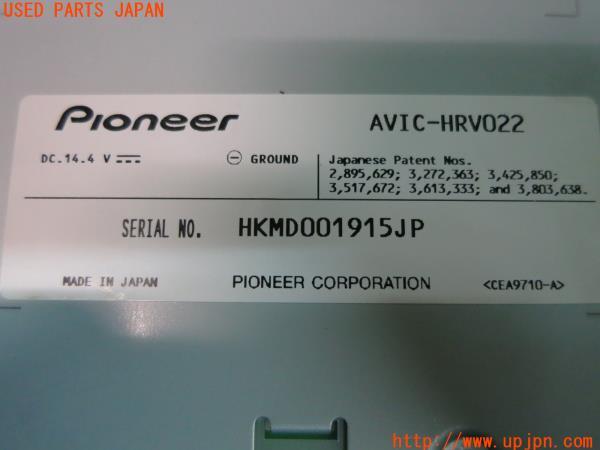 USED PARTS JAPAN
Pioneer
AVIC-HRV022
DC.14.4 V
GROUND
Japanese Patent Nos.
2,895,629; 3,272,363; 3,425,850;
3,517,672; 3,613,333; and 3,803,638.
SERIAL NO. HKMD001915JP
MADE IN JAPAN
PIONEER CORPORATION
<CEA9710-A>
http://www.upjpn.com/